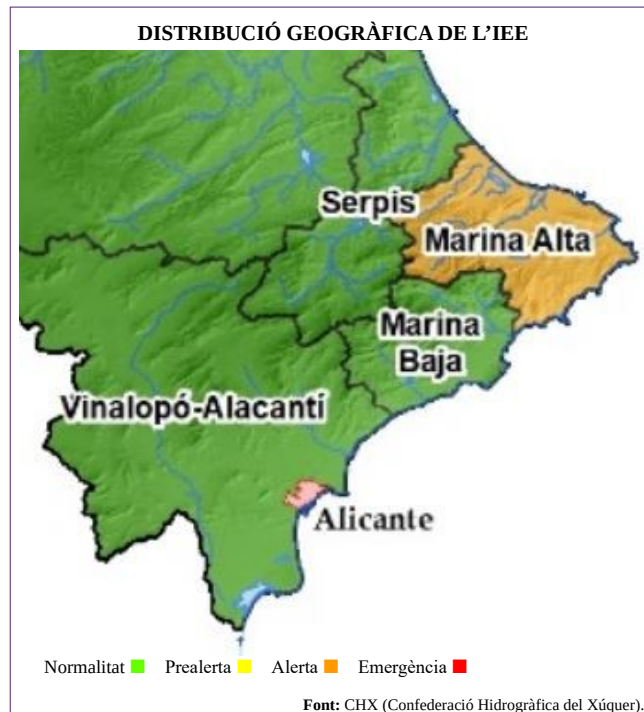 DISTRIBUCIÓ GEOGRÀFICA DE L’IEE
Serpis
Marina Alta
Marina
Baja
Vinalopó-Alacantí
Alicante
Normalitat Prealerta Alerta Emergència
Font: CHX (Confederació Hidrogràfica del Xúquer).